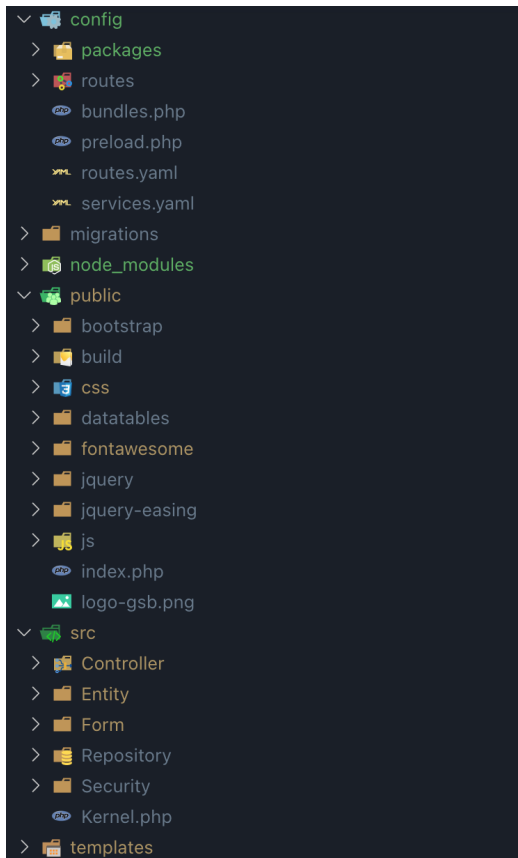 config
packages
routes
bundles.php
preload.php
routes.yaml
services.yaml
migrations
node_modules
public
bootstrap
build
css
datatables
fontawesome
jquery
jquery-easing
js
index.php
logo-gsb.png
src
Controller
Entity
Form
Repository
Security
Kernel.php
templates